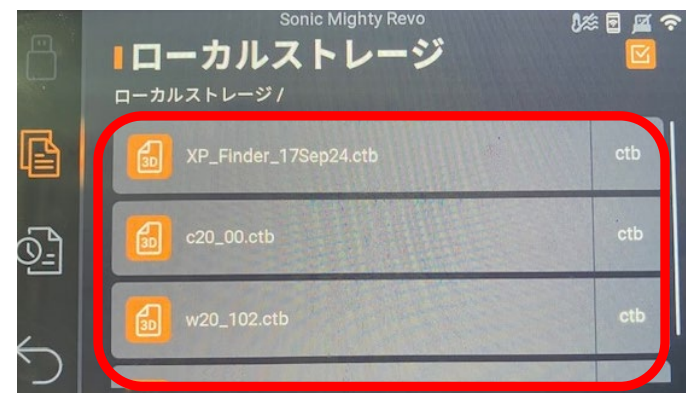 Sonic Mighty Revo
ローカルストレージ
ローカルストレージ /
3D XP_Finder_17Sep24.ctb ctb
3D c20_00.ctb ctb
3D w20_102.ctb ctb